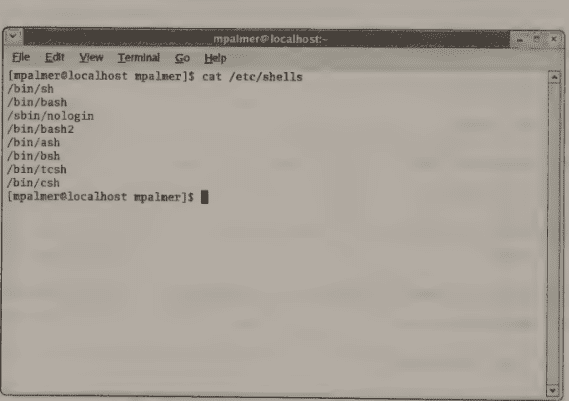 mpalmer@localhost:~
File Edit View Terminal Go Help
[mpalmer@localhost mpalmer]$ cat /etc/shells
/bin/sh
/bin/bash
/sbin/nologin
/bin/bash2
/bin/ash
/bin/bsh
/bin/tcsh
/bin/csh
[mpalmer@localhost mpalmer]$